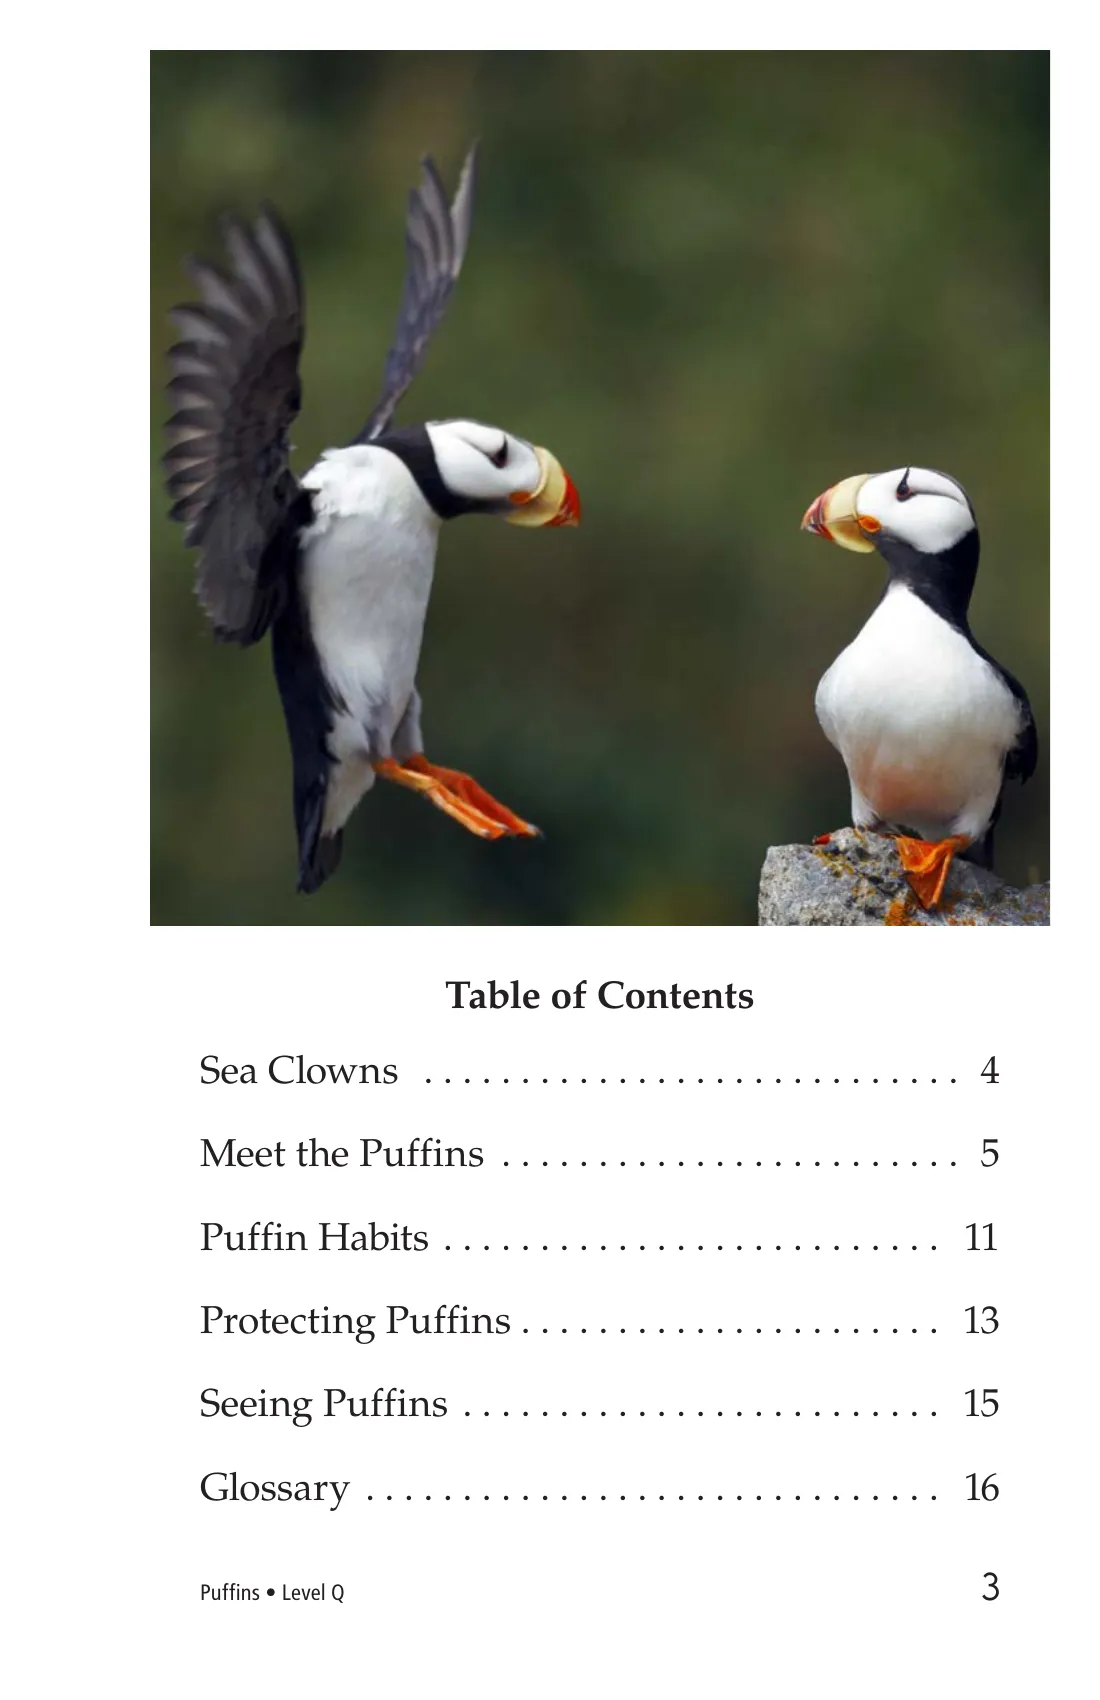 Table of Contents
Sea Clowns . . . . . . . . . . . . . . . . . . . . . . . . . . . . 4
Meet the Puffins . . . . . . . . . . . . . . . . . . . . . . . . 5
Puffin Habits . . . . . . . . . . . . . . . . . . . . . . . . . . 11
Protecting Puffins . . . . . . . . . . . . . . . . . . . . . . 13
Seeing Puffins . . . . . . . . . . . . . . . . . . . . . . . . . 15
Glossary . . . . . . . . . . . . . . . . . . . . . . . . . . . . . . 16
Puffins • Level Q 3